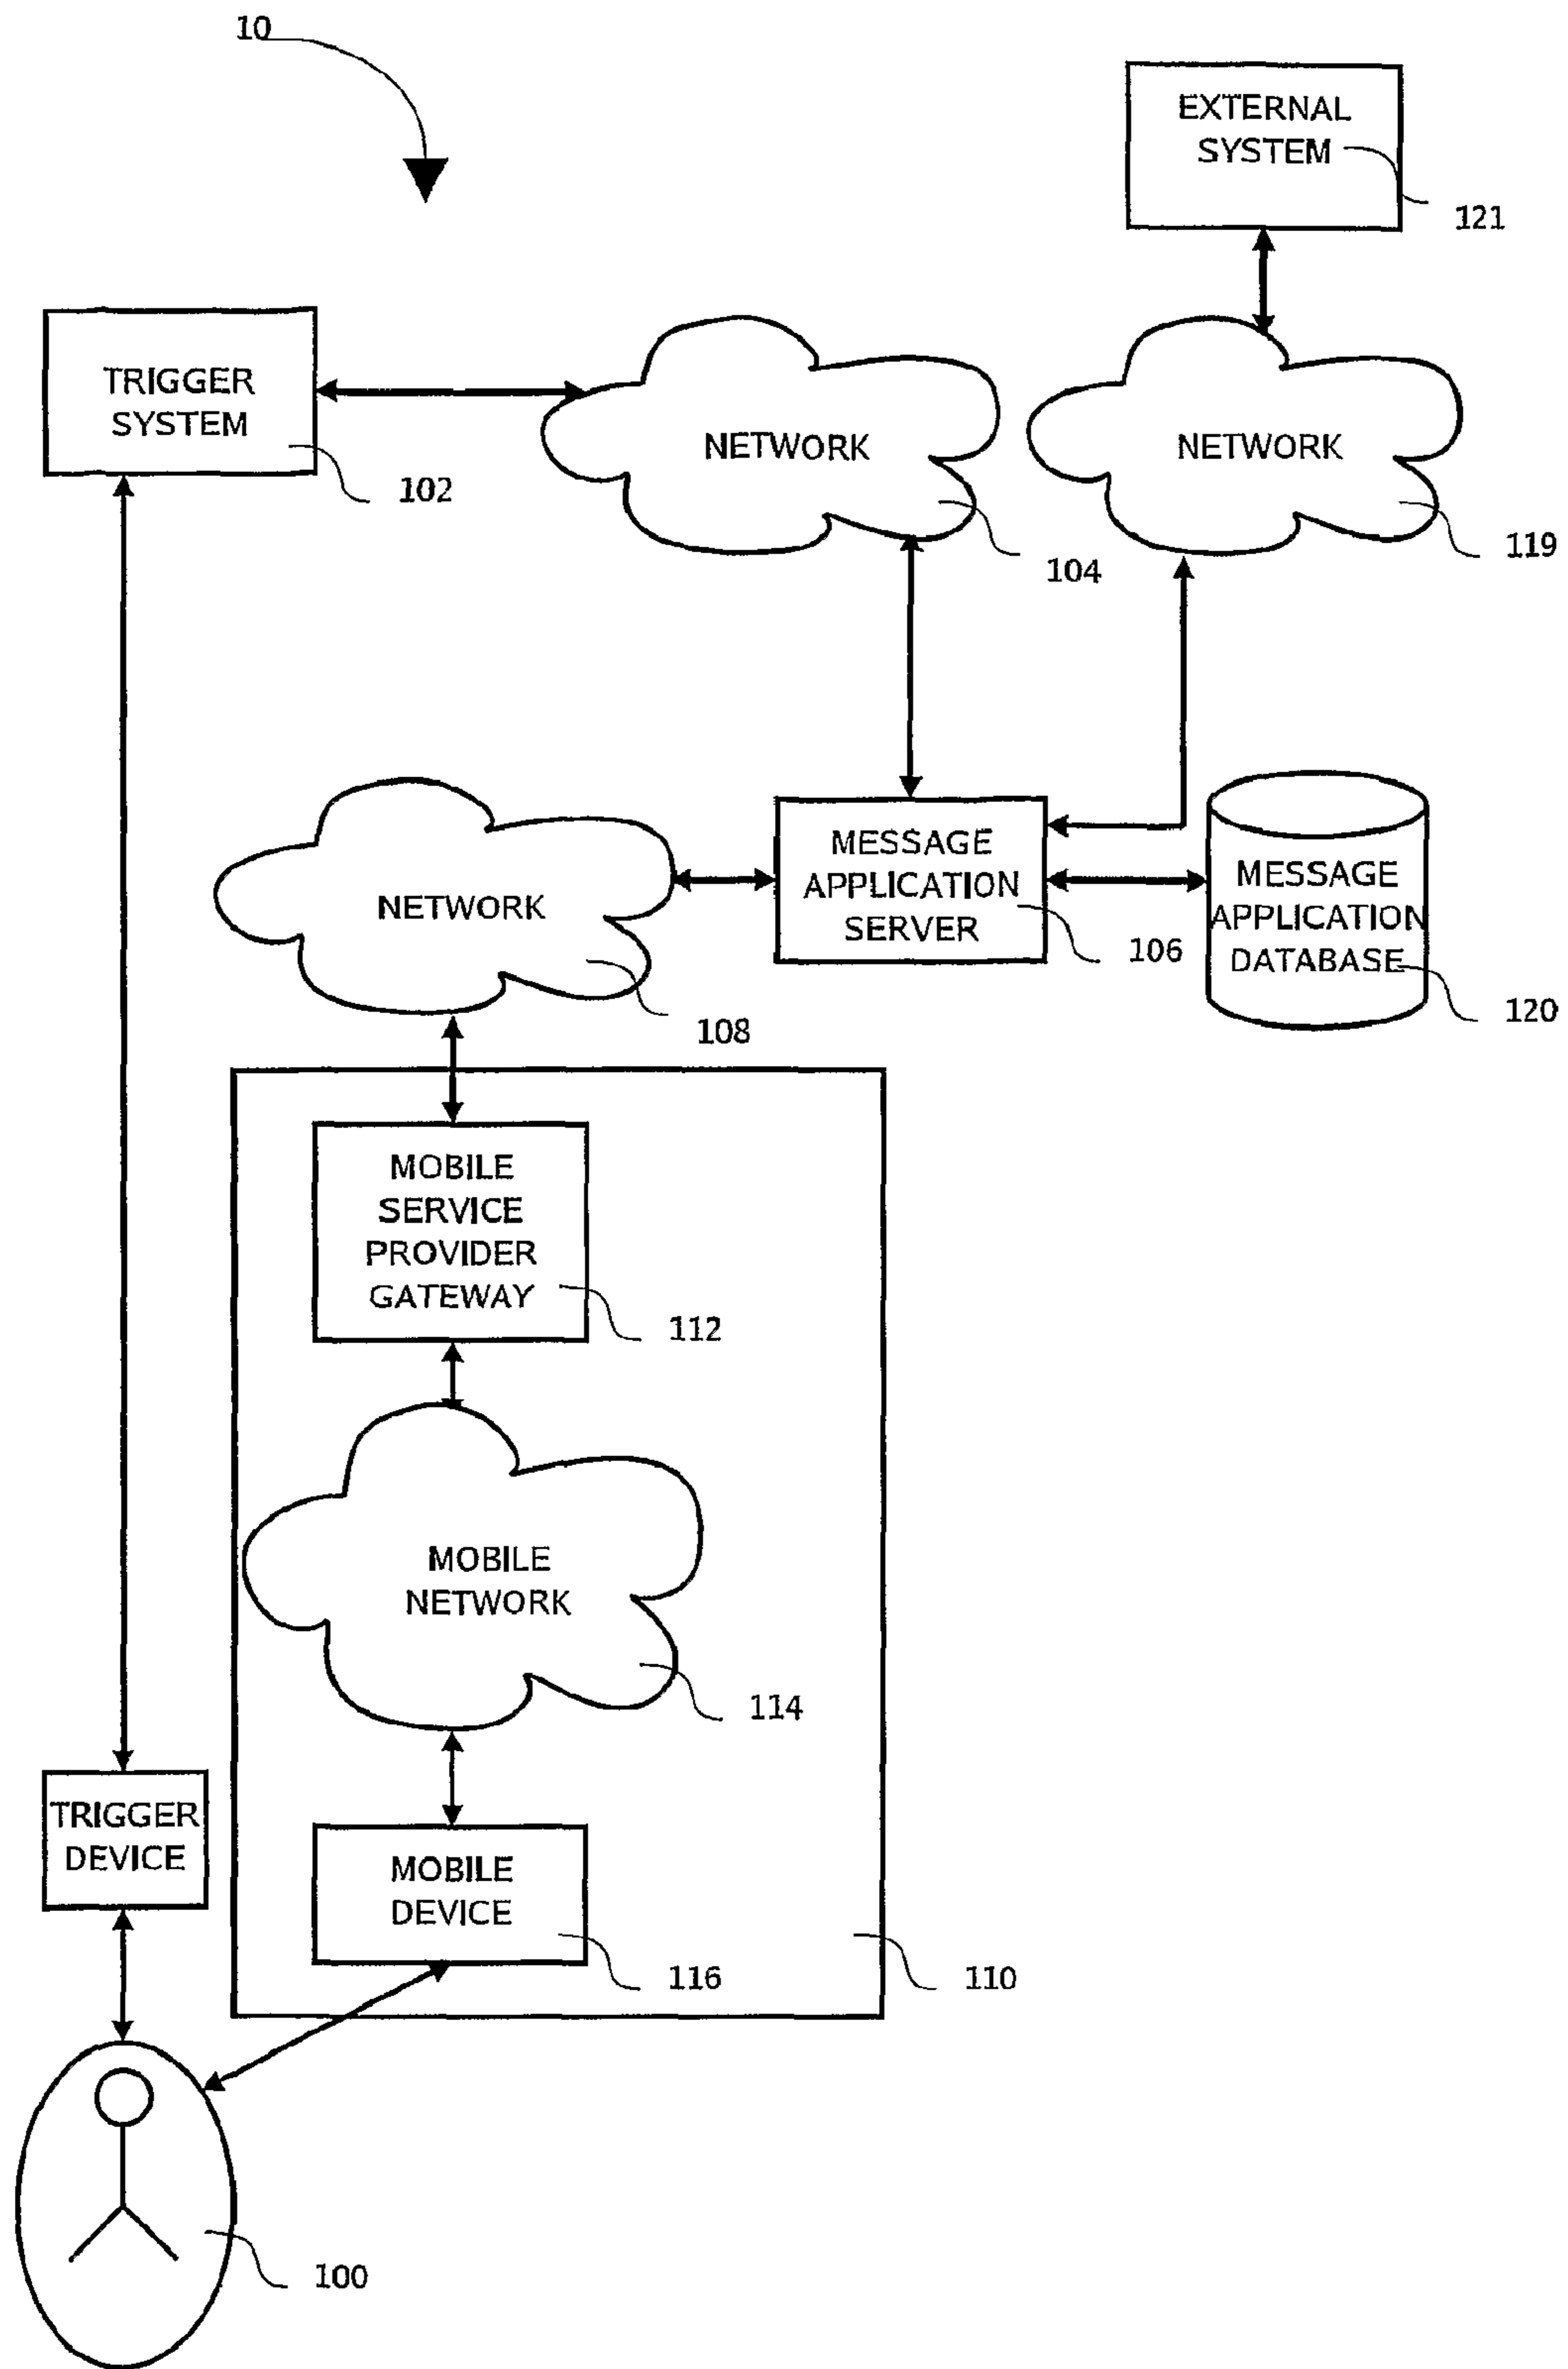 10
EXTERNAL
SYSTEM
121
TRIGGER
SYSTEM
102
NETWORK
104
NETWORK
119
NETWORK
108
MESSAGE
APPLICATION
SERVER
106
MESSAGE
APPLICATION
DATABASE
120
MOBILE
SERVICE
PROVIDER
GATEWAY
112
MOBILE
NETWORK
114
TRIGGER
DEVICE
MOBILE
DEVICE
116
110
100